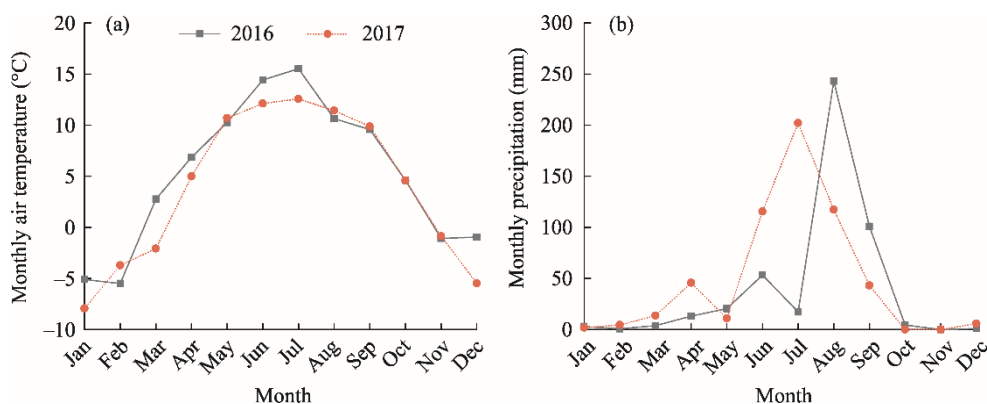 (a)
2016
2017
Monthly air temperature (°C)
20
15
10
5
0
–5
–10
Jan Feb Mar Apr May Jun Jul Aug Sep Oct Nov Dec
Month
(b)
Monthly precipitation (mm)
300
250
200
150
100
50
0
Jan Feb Mar Apr May Jun Jul Aug Sep Oct Nov Dec
Month